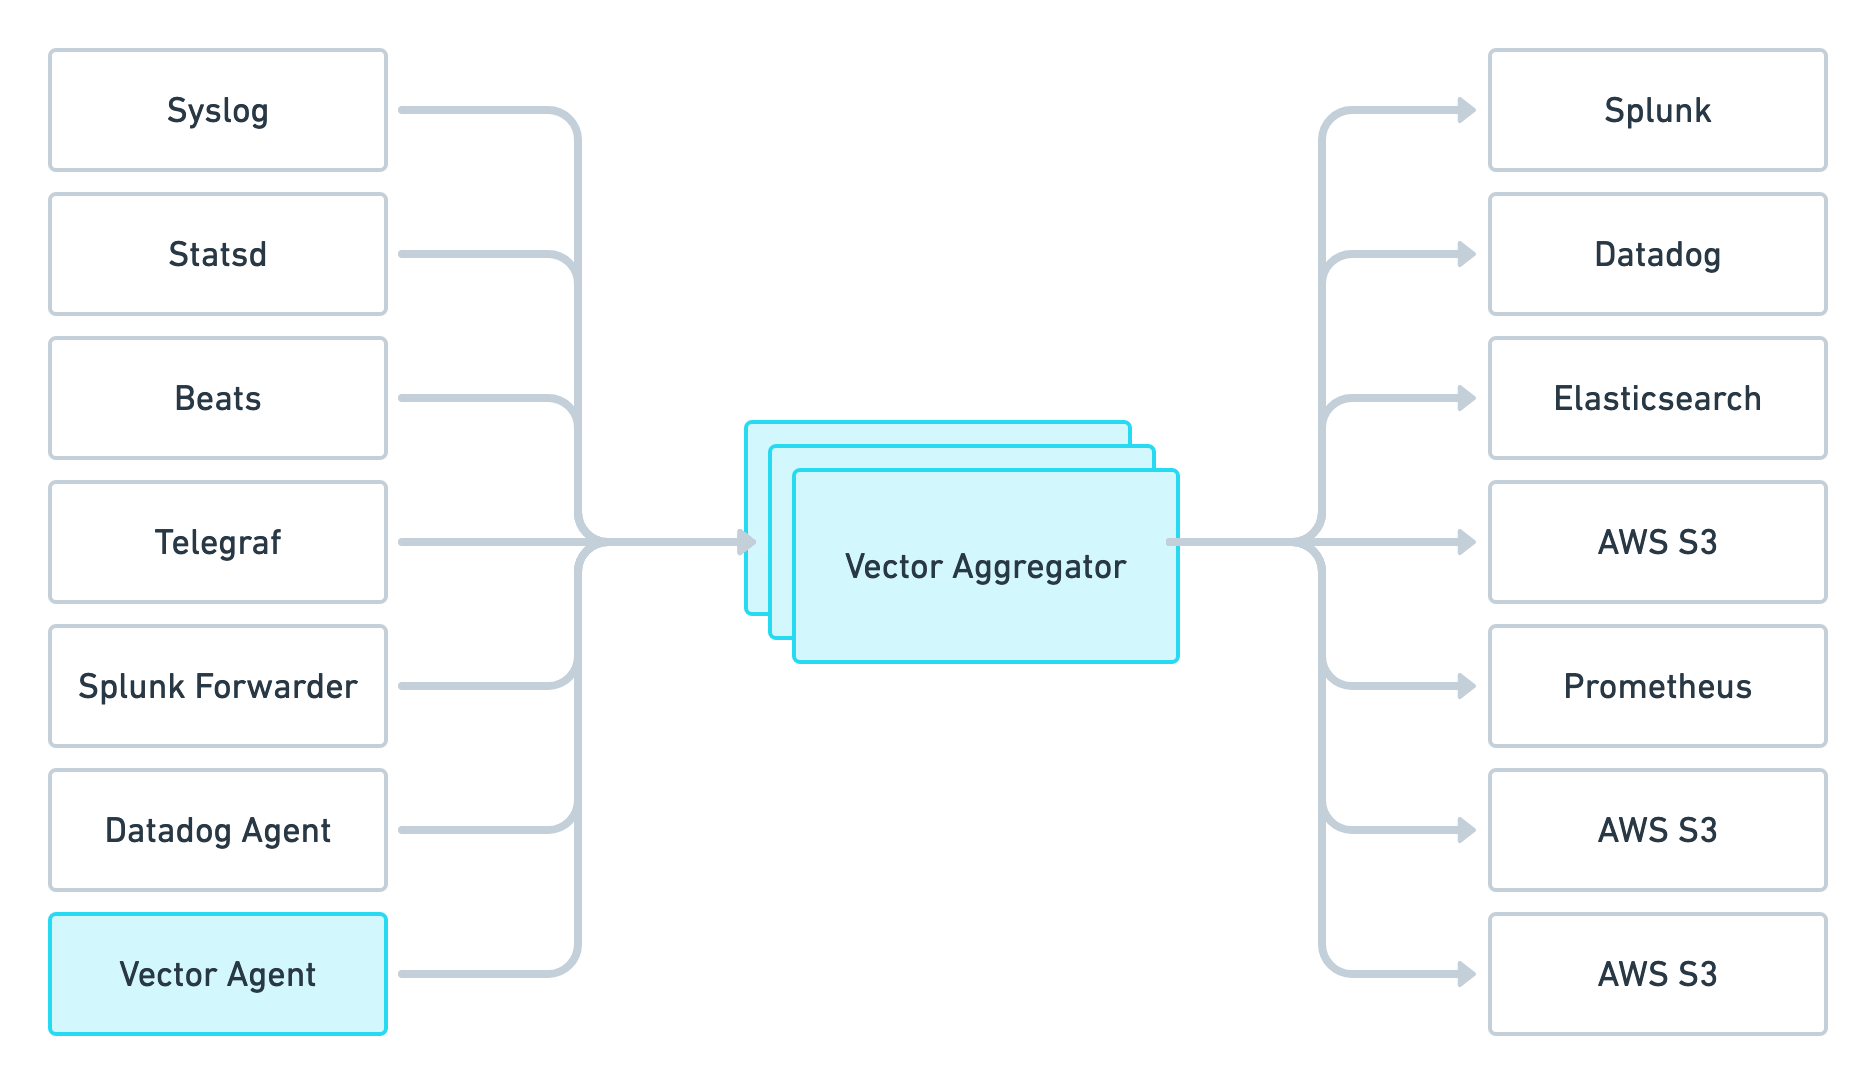 Syslog
Statsd
Beats
Telegraf
Splunk Forwarder
Datadog Agent
Vector Agent
Vector Aggregator
Splunk
Datadog
Elasticsearch
AWS S3
Prometheus
AWS S3
AWS S3